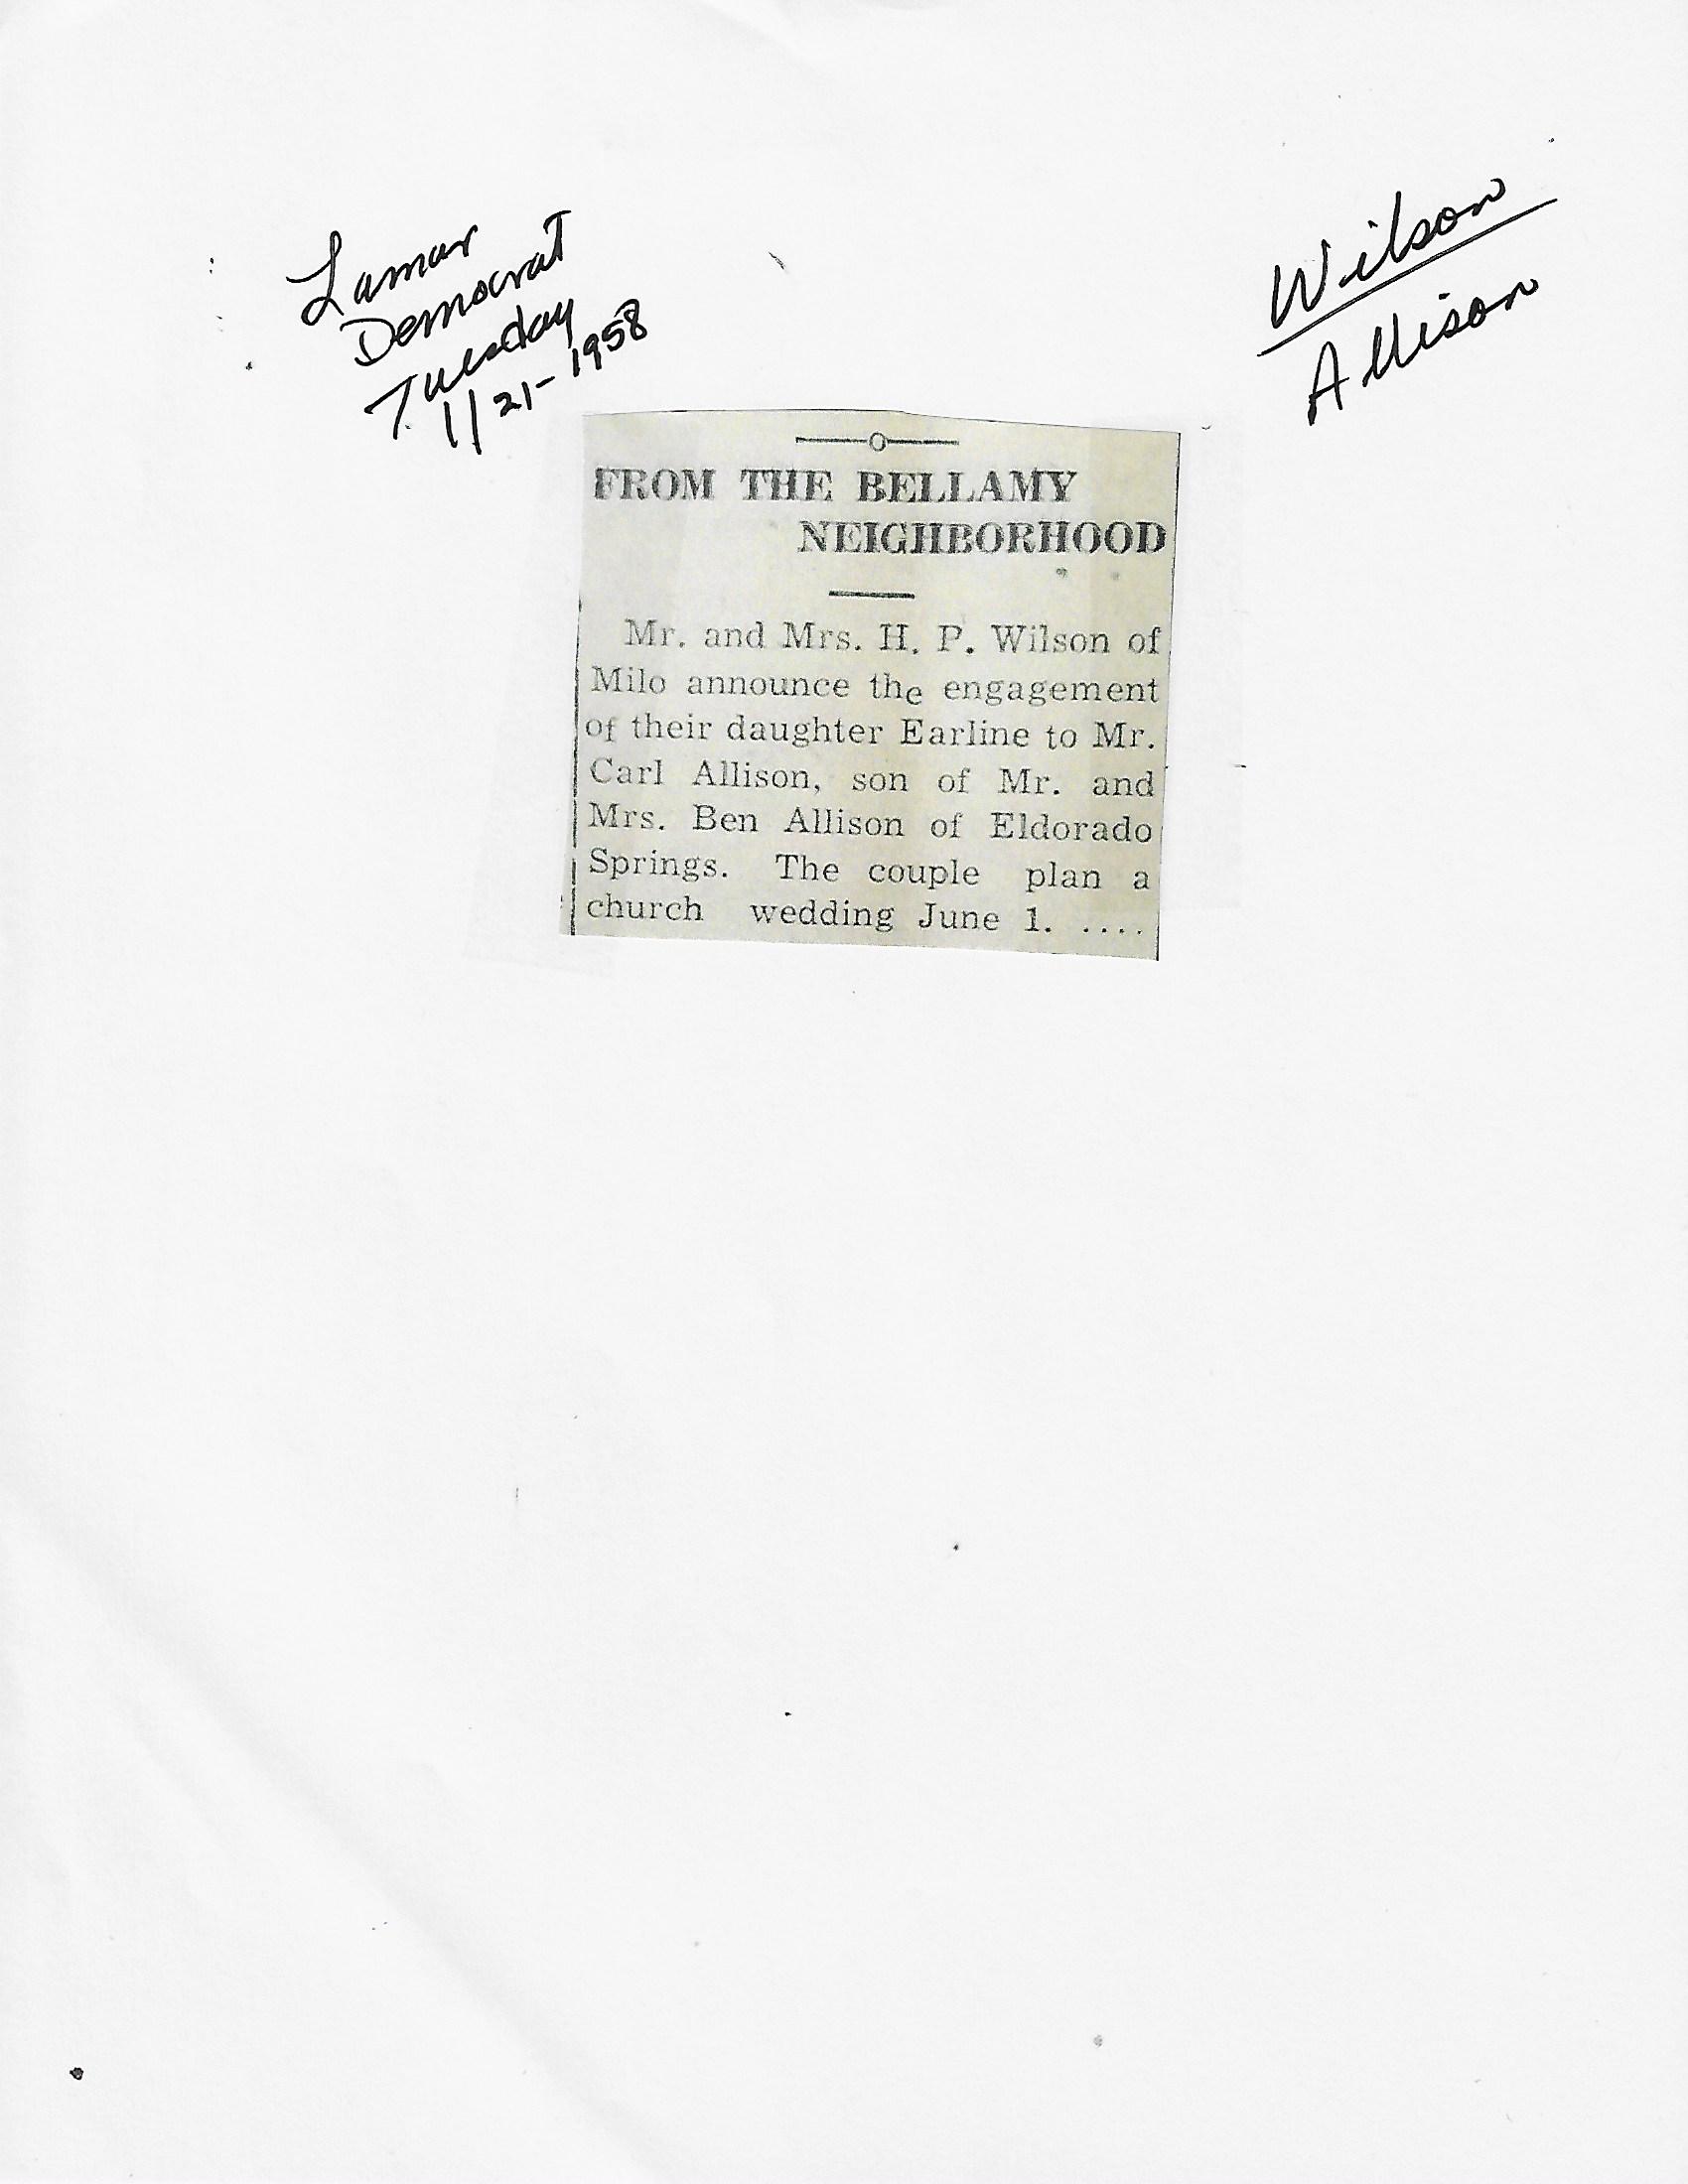 Lamar
Democrat
Tuesday
1/21-1958
Wilson
Allison
FROM THE BELLAMY
NEIGHBORHOOD
Mr. and Mrs. H. P. Wilson of
Milo announce the engagement
of their daughter Earline to Mr.
Carl Allison, son of Mr. and
Mrs. Ben Allison of Eldorado
Springs. The couple plan a
church wedding June 1. ....